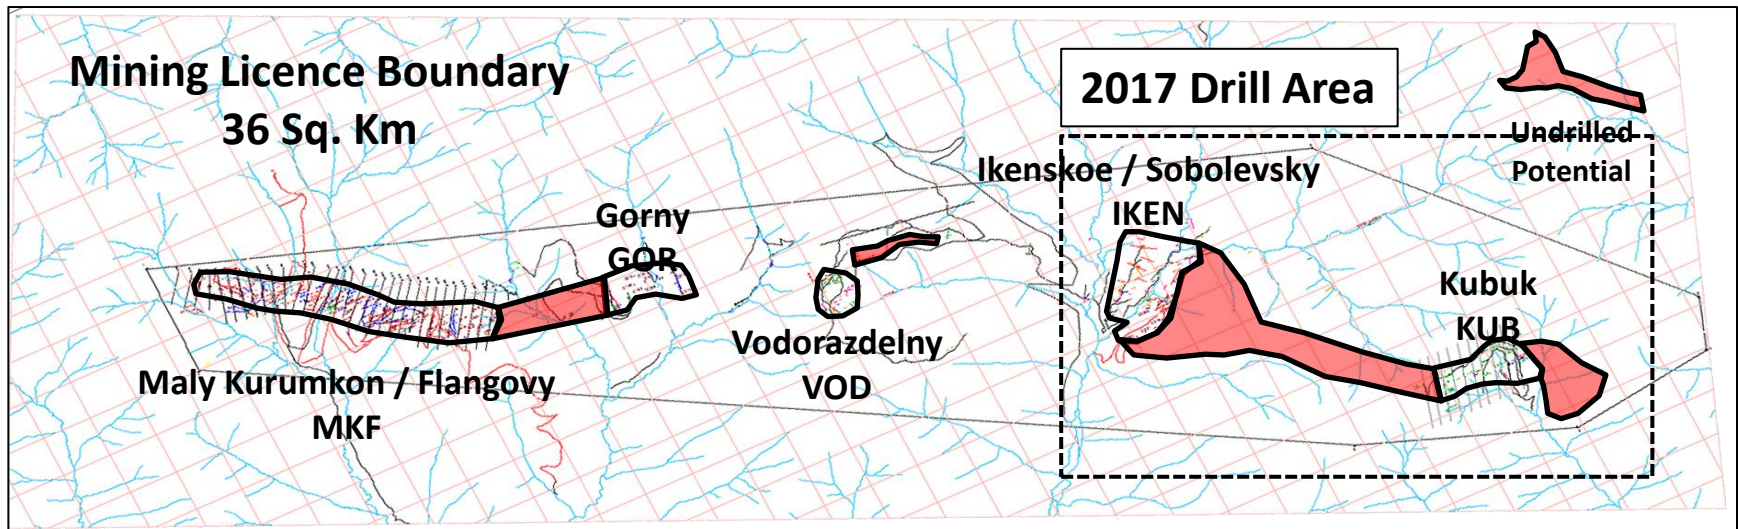 Mining Licence Boundary
36 Sq. Km
2017 Drill Area
Undrilled
Potential
Ikenskoe / Sobolevsky
IKEN
Gorny
GOR
Kubuk
KUB
Vodorazdelny
VOD
Maly Kurumkon / Flangovy
MKF